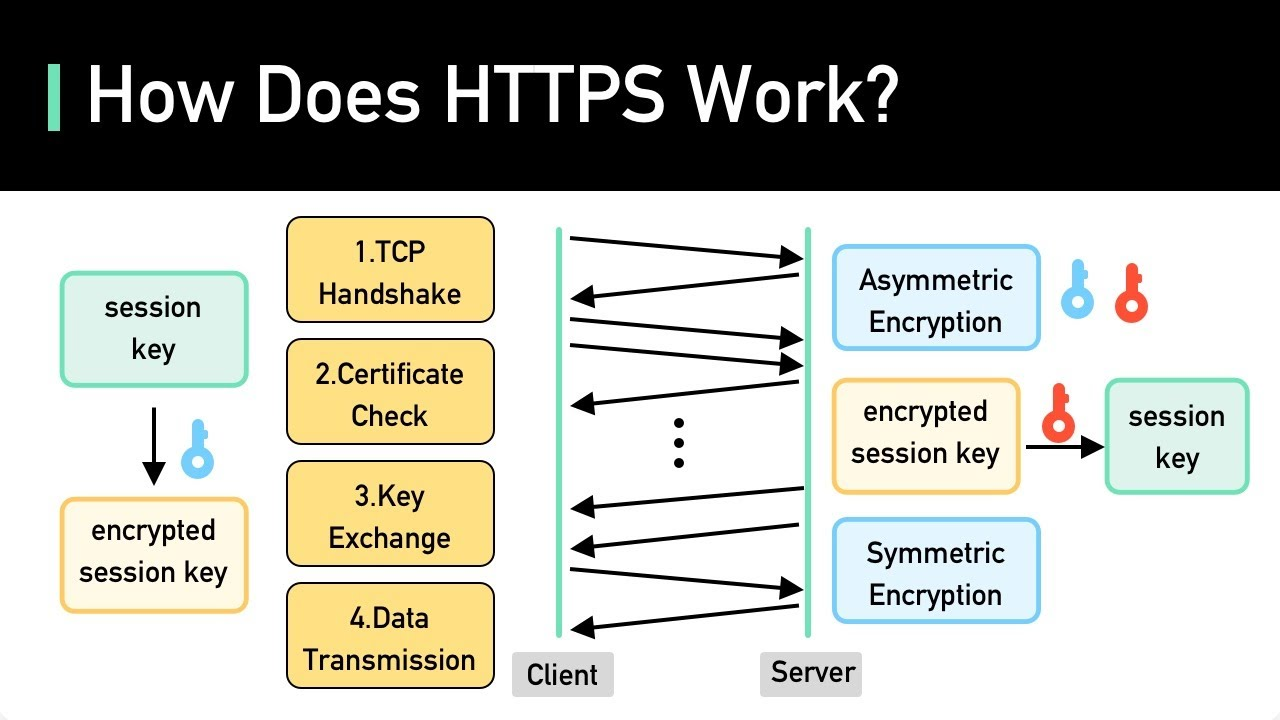 How Does HTTPS Work?
session
key
encrypted
session key
1.TCP
Handshake
2.Certificate
Check
3.Key
Exchange
4.Data
Transmission
Client
Server
Asymmetric
Encryption
encrypted
session key
session
key
Symmetric
Encryption